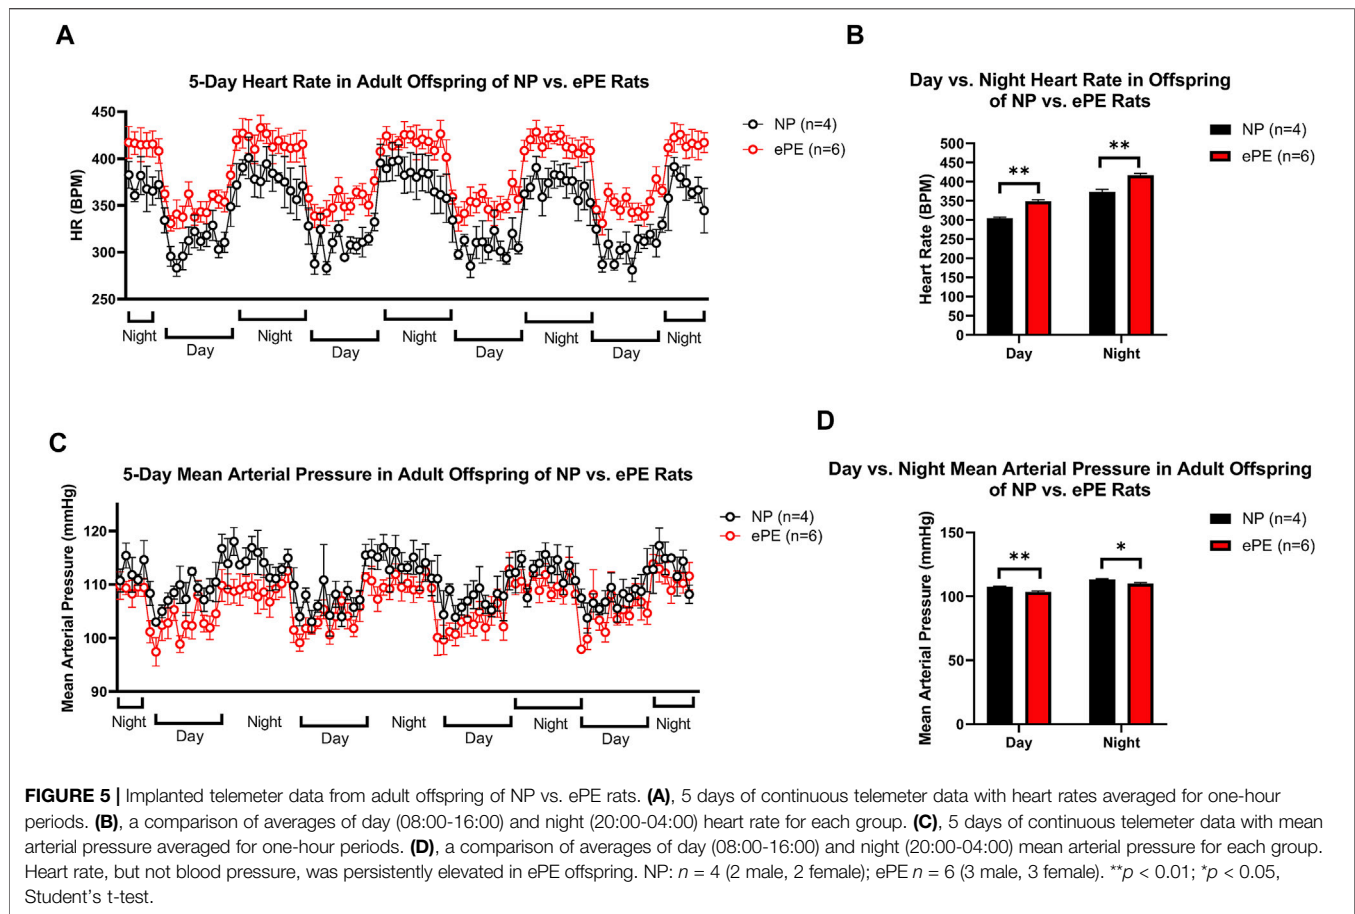 A
5-Day Heart Rate in Adult Offspring of NP vs. ePE Rats
NP (n=4)
ePE (n=6)
HR (BPM)
450
400
350
300
250
Night
Day
Night
Day
Night
Day
Night
Day
Night
B
Day vs. Night Heart Rate in Offspring
of NP vs. ePE Rats
NP (n=4)
ePE (n=6)
Heart Rate (BPM)
500
450
400
350
300
250
200
150
100
50
0
**
**
Day
Night
C
5-Day Mean Arterial Pressure in Adult Offspring of NP vs. ePE Rats
NP (n=4)
ePE (n=6)
Mean Arterial Pressure (mmHg)
120
110
100
90
Night
Day
Night
Day
Night
Day
Night
Day
Night
D
Day vs. Night Mean Arterial Pressure in Adult Offspring
of NP vs. ePE Rats
NP (n=4)
ePE (n=6)
Mean Arterial Pressure (mmHg)
150
100
50
0
**
*
Day
Night
FIGURE 5 | Implanted telemeter data from adult offspring of NP vs. ePE rats. (A), 5 days of continuous telemeter data with heart rates averaged for one-hour
periods. (B), a comparison of averages of day (08:00-16:00) and night (20:00-04:00) heart rate for each group. (C), 5 days of continuous telemeter data with mean
arterial pressure averaged for one-hour periods. (D), a comparison of averages of day (08:00-16:00) and night (20:00-04:00) mean arterial pressure for each group.
Heart rate, but not blood pressure, was persistently elevated in ePE offspring. NP: n = 4 (2 male, 2 female); ePE n = 6 (3 male, 3 female). **p < 0.01; *p < 0.05,
Student's t-test.